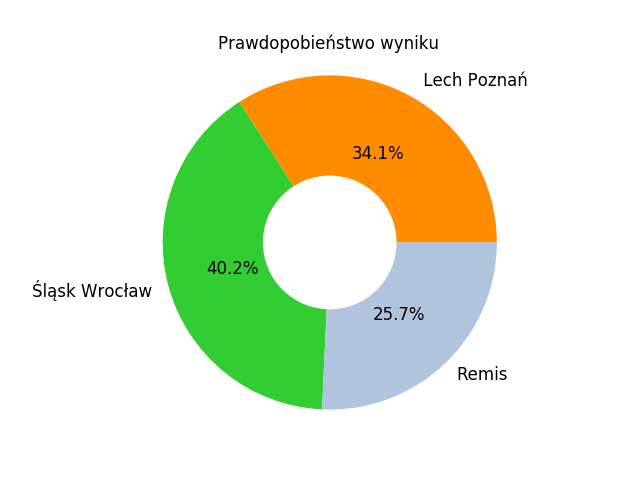 Prawdopobieństwo wyniku
Lech Poznań
34.1%
40.2%
Śląsk Wrocław
25.7%
Remis